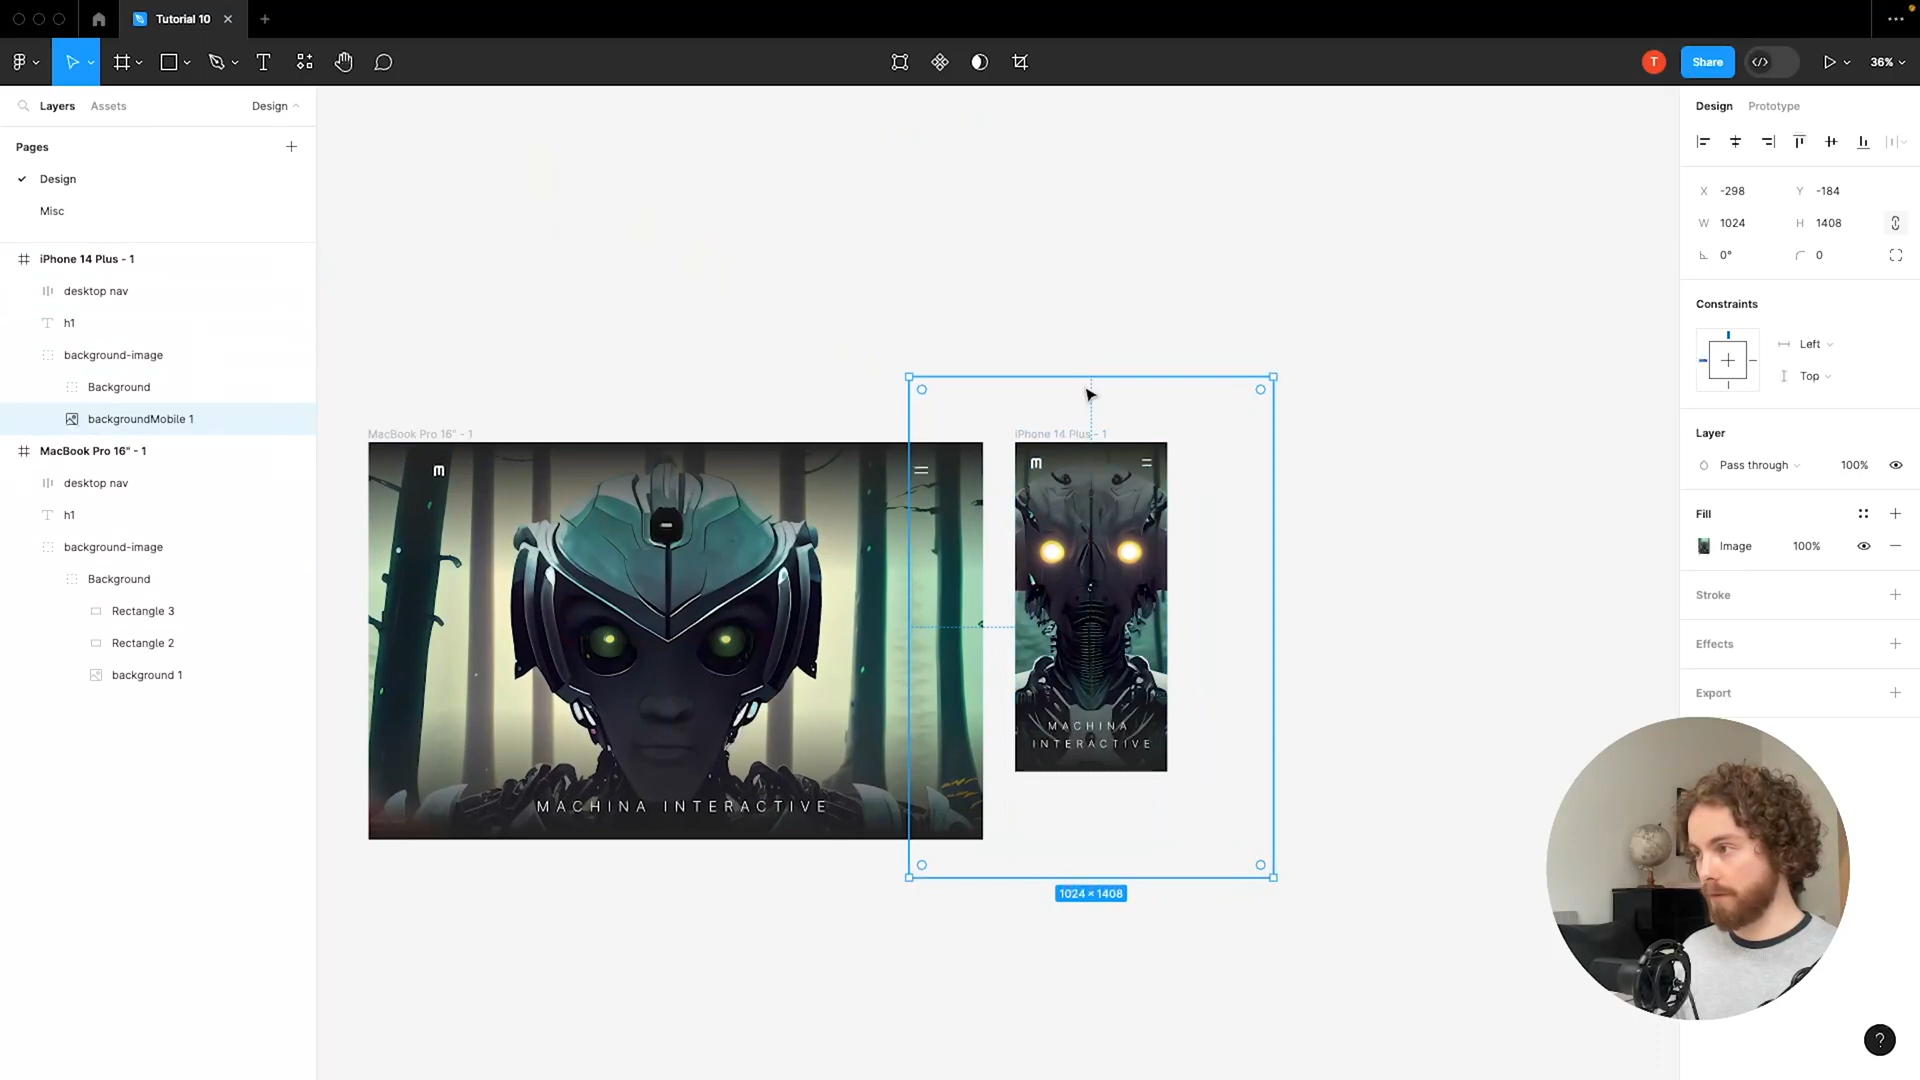 Tutorial 10
T
Share
36%
Layers
Assets
Design
Pages
Design
Misc
iPhone 14 Plus - 1
desktop nav
h1
background-image
Background
backgroundMobile 1
MacBook Pro 16" - 1
desktop nav
h1
background-image
Background
Rectangle 3
Rectangle 2
background 1
MacBook Pro 16" - 1
m
MACHINA INTERACTIVE
iPhone 14 Plus - 1
m
MACHINA
INTERACTIVE
1024 × 1408
Design
Prototype
X -298
Y -184
W 1024
H 1408
0°
0
Constraints
Left
Top
Layer
Pass through
100%
Fill
Image
100%
Stroke
Effects
Export
?